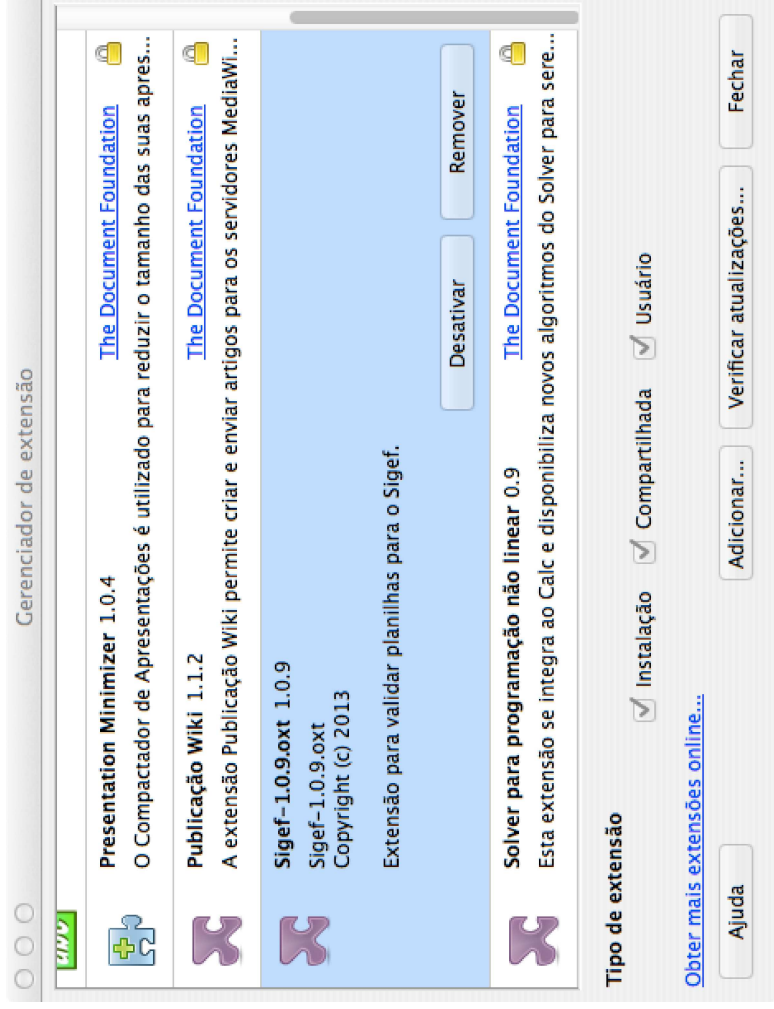 Gerenciador de extensão
Presentation Minimizer 1.0.4 The Document Foundation
O Compactador de Apresentações é utilizado para reduzir o tamanho das suas apres...
Publicação Wiki 1.1.2 The Document Foundation
A extensão Publicação Wiki permite criar e enviar artigos para os servidores MediaWi...
Sigef-1.0.9.oxt 1.0.9
Sigef-1.0.9.oxt
Copyright (c) 2013
Extensão para validar planilhas para o Sigef.
Desativar Remover
Solver para programação não linear 0.9 The Document Foundation
Esta extensão se integra ao Calc e disponibiliza novos algoritmos do Solver para sere...
Tipo de extensão
Instalação Compartilhada Usuário
Obter mais extensões online...
Ajuda Adicionar... Verificar atualizações... Fechar